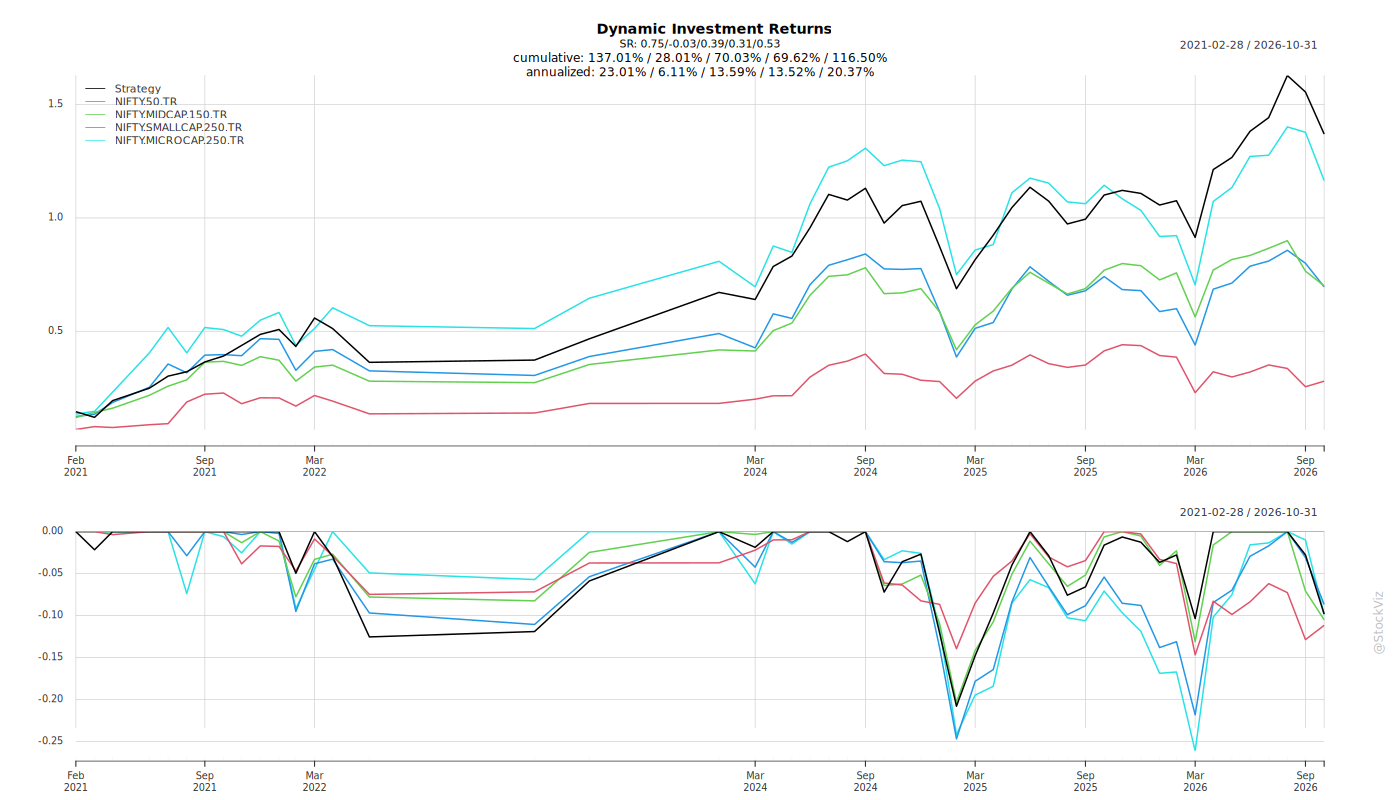 Dynamic Investment Returns
SR: 0.75/-0.03/0.39/0.31/0.53
2021-02-28 / 2026-10-31
cumulative: 137.01% / 28.01% / 70.03% / 69.62% / 116.50%
annualized: 23.01% / 6.11% / 13.59% / 13.52% / 20.37%
Strategy
NIFTY50.TR
NIFTY.MIDCAP.150.TR
NIFTY.SMALLCAP.250.TR
NIFTY.MICROCAP.250.TR
1.5
1.0
0.5
Feb Sep Mar Mar Sep Mar Sep Mar Sep
2021 2021 2022 2024 2024 2025 2025 2026 2026
2021-02-28 / 2026-10-31
0.00
-0.05
-0.10
-0.15
-0.20
-0.25
Feb Sep Mar Mar Sep Mar Sep Mar Sep
2021 2021 2022 2024 2024 2025 2025 2026 2026
@StockViz